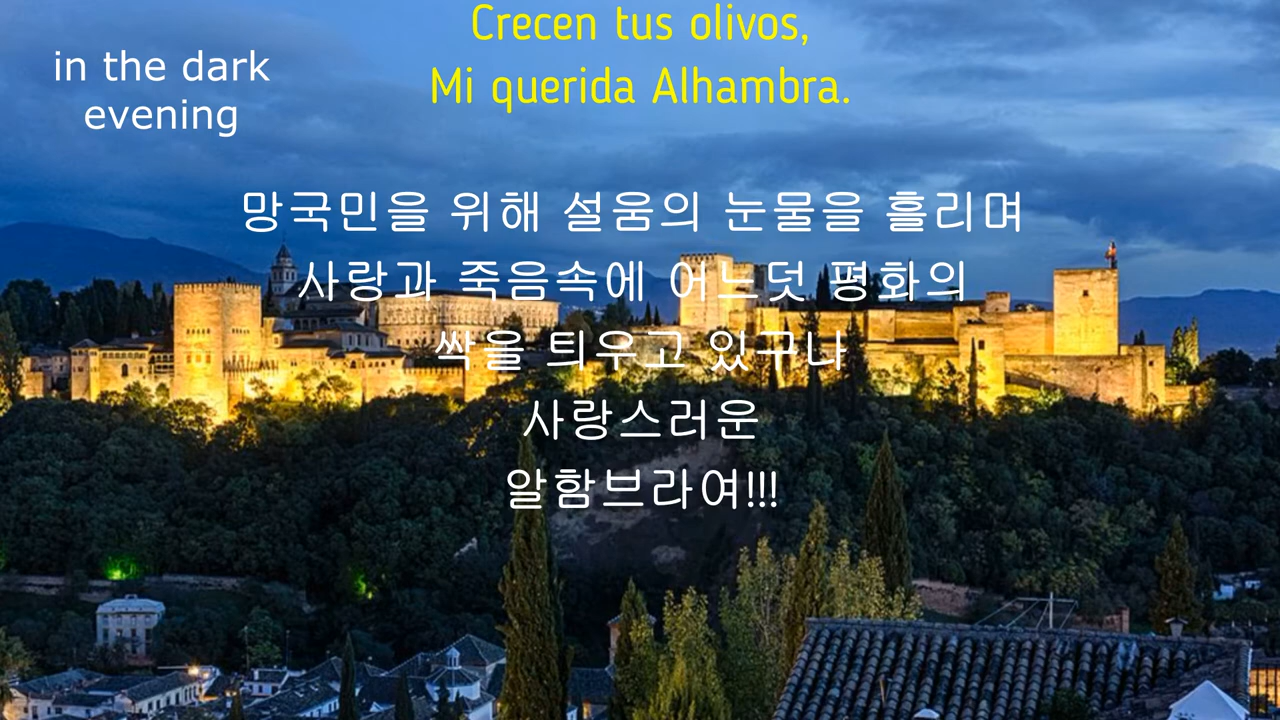 Crecen tus olivos,
Mi querida Alhambra.
in the dark
evening
망국민을 위해 설움의 눈물을 흘리며
사랑과 죽음속에 어느덧 평화의
싹을 틔우고 있구나
사랑스러운
알함브라여!!!